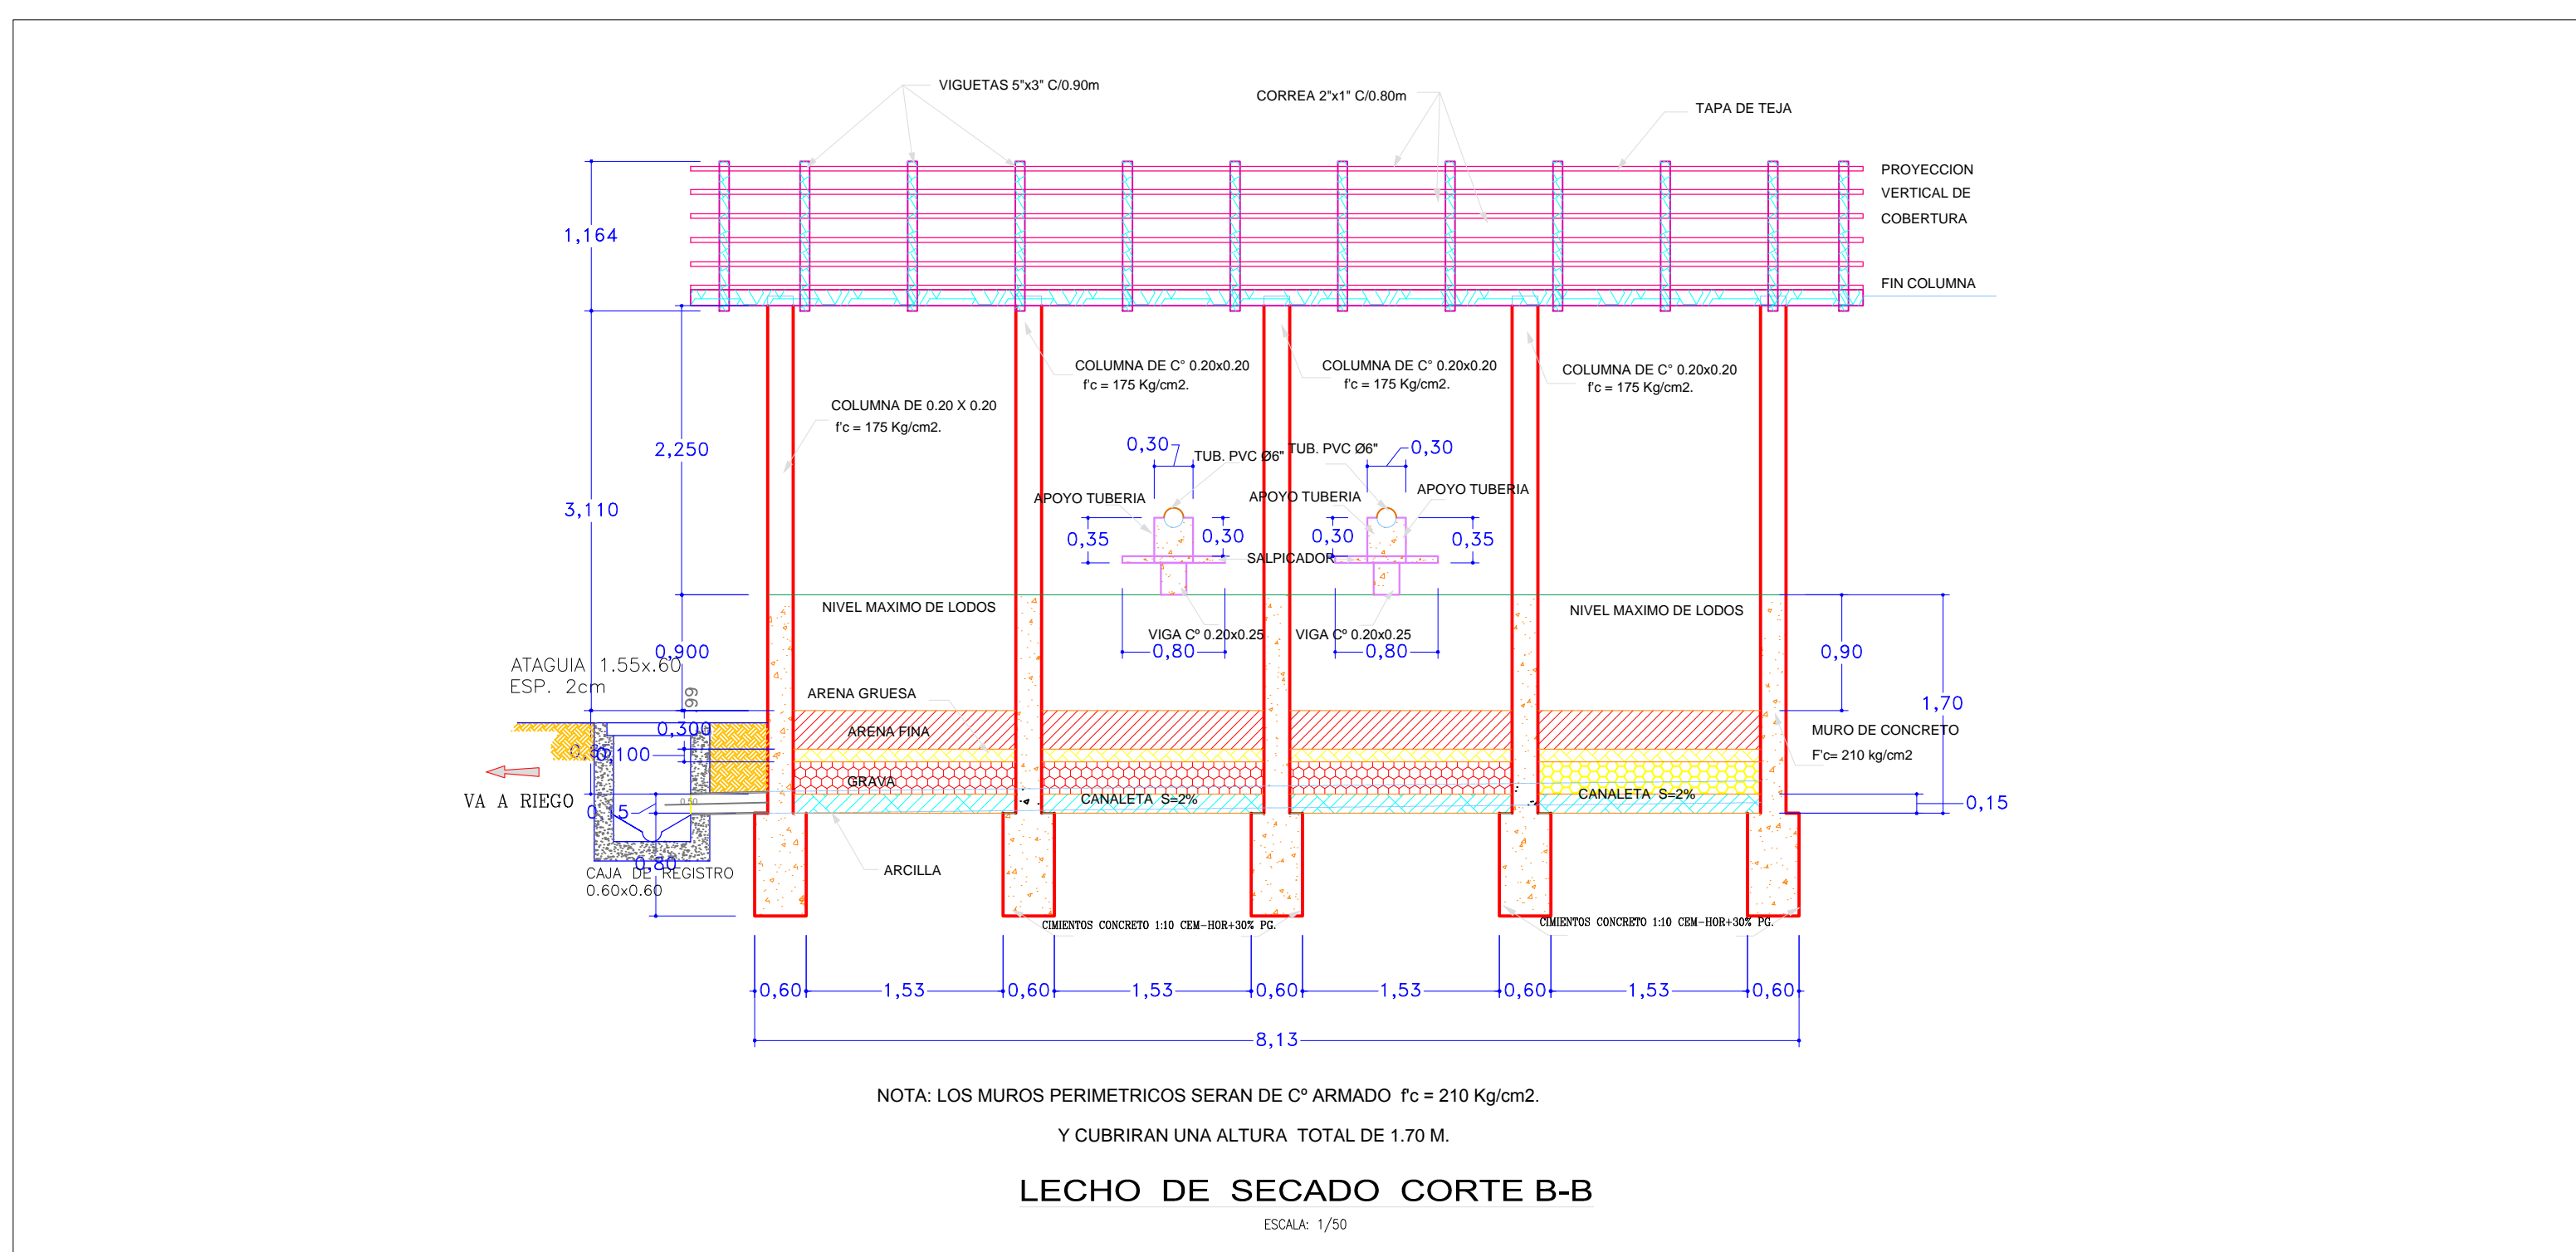 VIGUETAS 5"x3" C/0.90m
CORREA 2"x1" C/0.80m
TAPA DE TEJA
PROYECCION
VERTICAL DE
COBERTURA
1,164
FIN COLUMNA
COLUMNA DE C° 0.20x0.20
f'c = 175 Kg/cm2.
COLUMNA DE C° 0.20x0.20
f'c = 175 Kg/cm2.
COLUMNA DE C° 0.20x0.20
f'c = 175 Kg/cm2.
COLUMNA DE 0.20 X 0.20
f'c = 175 Kg/cm2.
2,250
3,110
0,30
TUB. PVC Ø6"
TUB. PVC Ø6"
0,30
APOYO TUBERIA
APOYO TUBERIA
APOYO TUBERIA
0,35
0,30
0,30
0,35
SALPICADOR
NIVEL MAXIMO DE LODOS
NIVEL MAXIMO DE LODOS
VIGA Cº 0.20x0.25
VIGA Cº 0.20x0.25
0,80
0,80
0,900
0,90
ATAGUIA 1.55x.60
ESP. 2cm
99
ARENA GRUESA
1,70
0,300
ARENA FINA
MURO DE CONCRETO
F'c= 210 kg/cm2
0,100
GRAVA
VA A RIEGO
0.50
CANALETA S=2%
CANALETA S=2%
0,15
ARCILLA
0,80
CAJA DE REGISTRO
0.60x0.60
CIMIENTOS CONCRETO 1:10 CEM-HOR+30% PG.
CIMIENTOS CONCRETO 1:10 CEM-HOR+30% PG.
0,60
1,53
0,60
1,53
0,60
1,53
0,60
1,53
0,60
8,13
NOTA: LOS MUROS PERIMETRICOS SERAN DE Cº ARMADO f'c = 210 Kg/cm2.
Y CUBRIRAN UNA ALTURA TOTAL DE 1.70 M.
LECHO DE SECADO CORTE B-B
ESCALA: 1/50